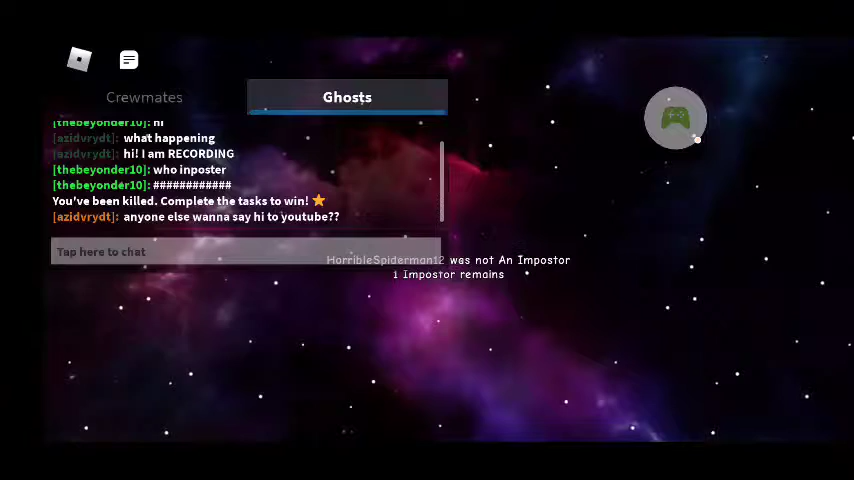 Crewmates
Ghosts
[thebeyonder10]: hi
[azidvrydt]: what happening
[azidvrydt]: hi! I am RECORDING
[thebeyonder10]: who inposter
[thebeyonder10]: ############
You've been killed. Complete the tasks to win! ⭐
[azidvrydt]: anyone else wanna say hi to youtube??
Tap here to chat
HorribleSpiderman12 was not An Impostor
1 Impostor remains